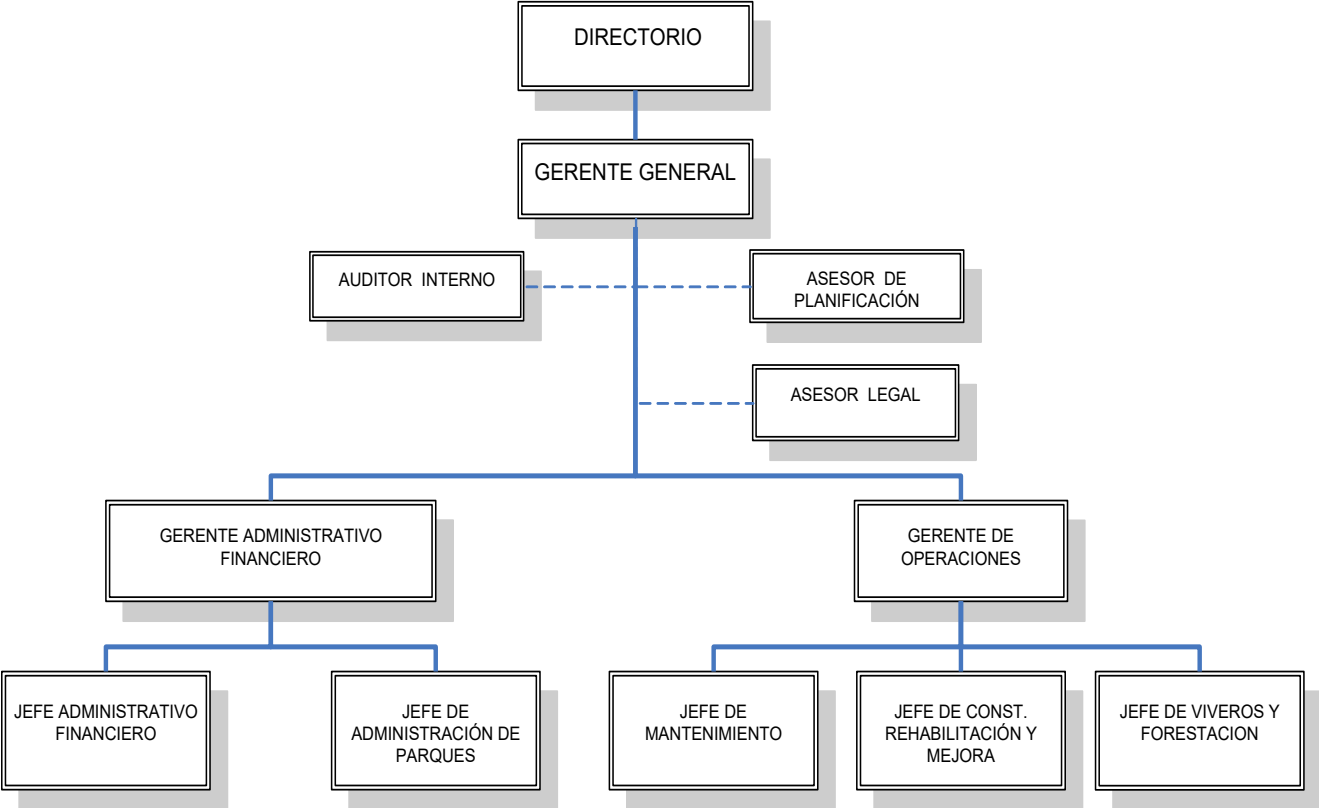 DIRECTORIO
GERENTE GENERAL
AUDITOR INTERNO
ASESOR DE
PLANIFICACIÓN
ASESOR LEGAL
GERENTE ADMINISTRATIVO
FINANCIERO
GERENTE DE
OPERACIONES
JEFE ADMINISTRATIVO
FINANCIERO
JEFE DE
ADMINISTRACIÓN DE
PARQUES
JEFE DE
MANTENIMIENTO
JEFE DE CONST.
REHABILITACIÓN Y
MEJORA
JEFE DE VIVEROS Y
FORESTACION